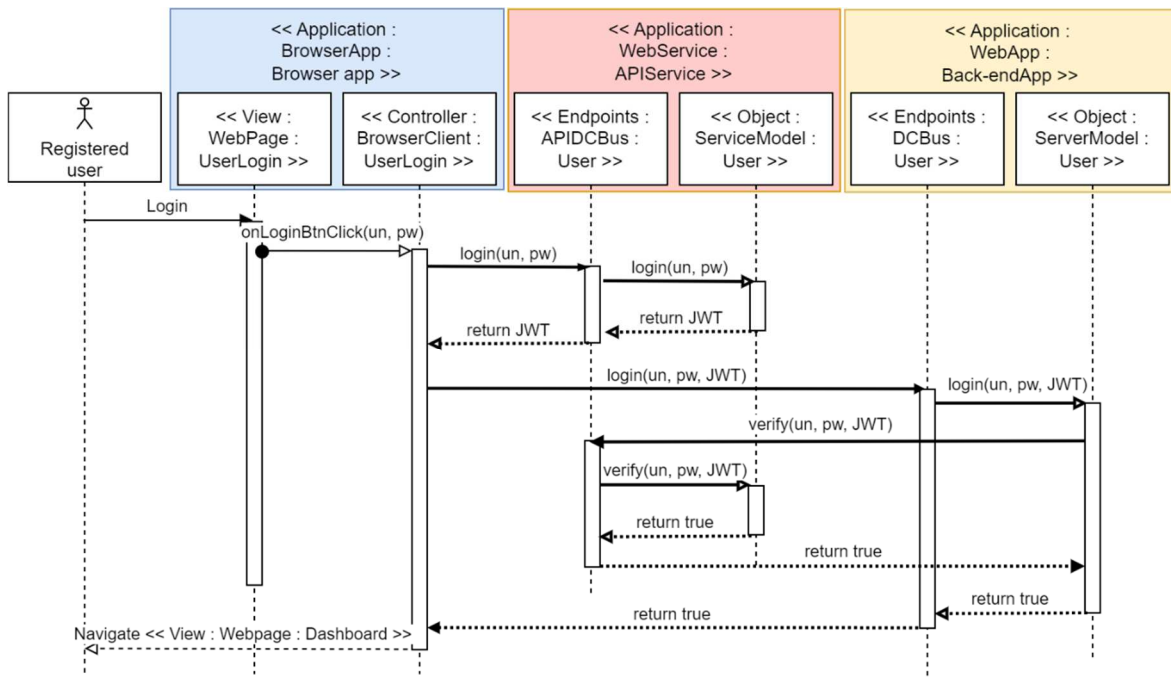 << Application :
BrowserApp :
Browser app >>
<< Application :
WebService :
APIService >>
<< Application :
WebApp :
Back-endApp >>
Registered
user
<< View :
WebPage :
UserLogin >>
<< Controller :
BrowserClient :
UserLogin >>
<< Endpoints :
APIDCBus :
User >>
<< Object :
ServiceModel :
User >>
<< Endpoints :
DCBus :
User >>
<< Object :
ServerModel :
User >>
Login
onLoginBtnClick(un, pw)
login(un, pw)
login(un, pw)
return JWT
return JWT
login(un, pw, JWT)
login(un, pw, JWT)
verify(un, pw, JWT)
verify(un, pw, JWT)
return true
return true
return true
return true
Navigate << View : Webpage : Dashboard >>